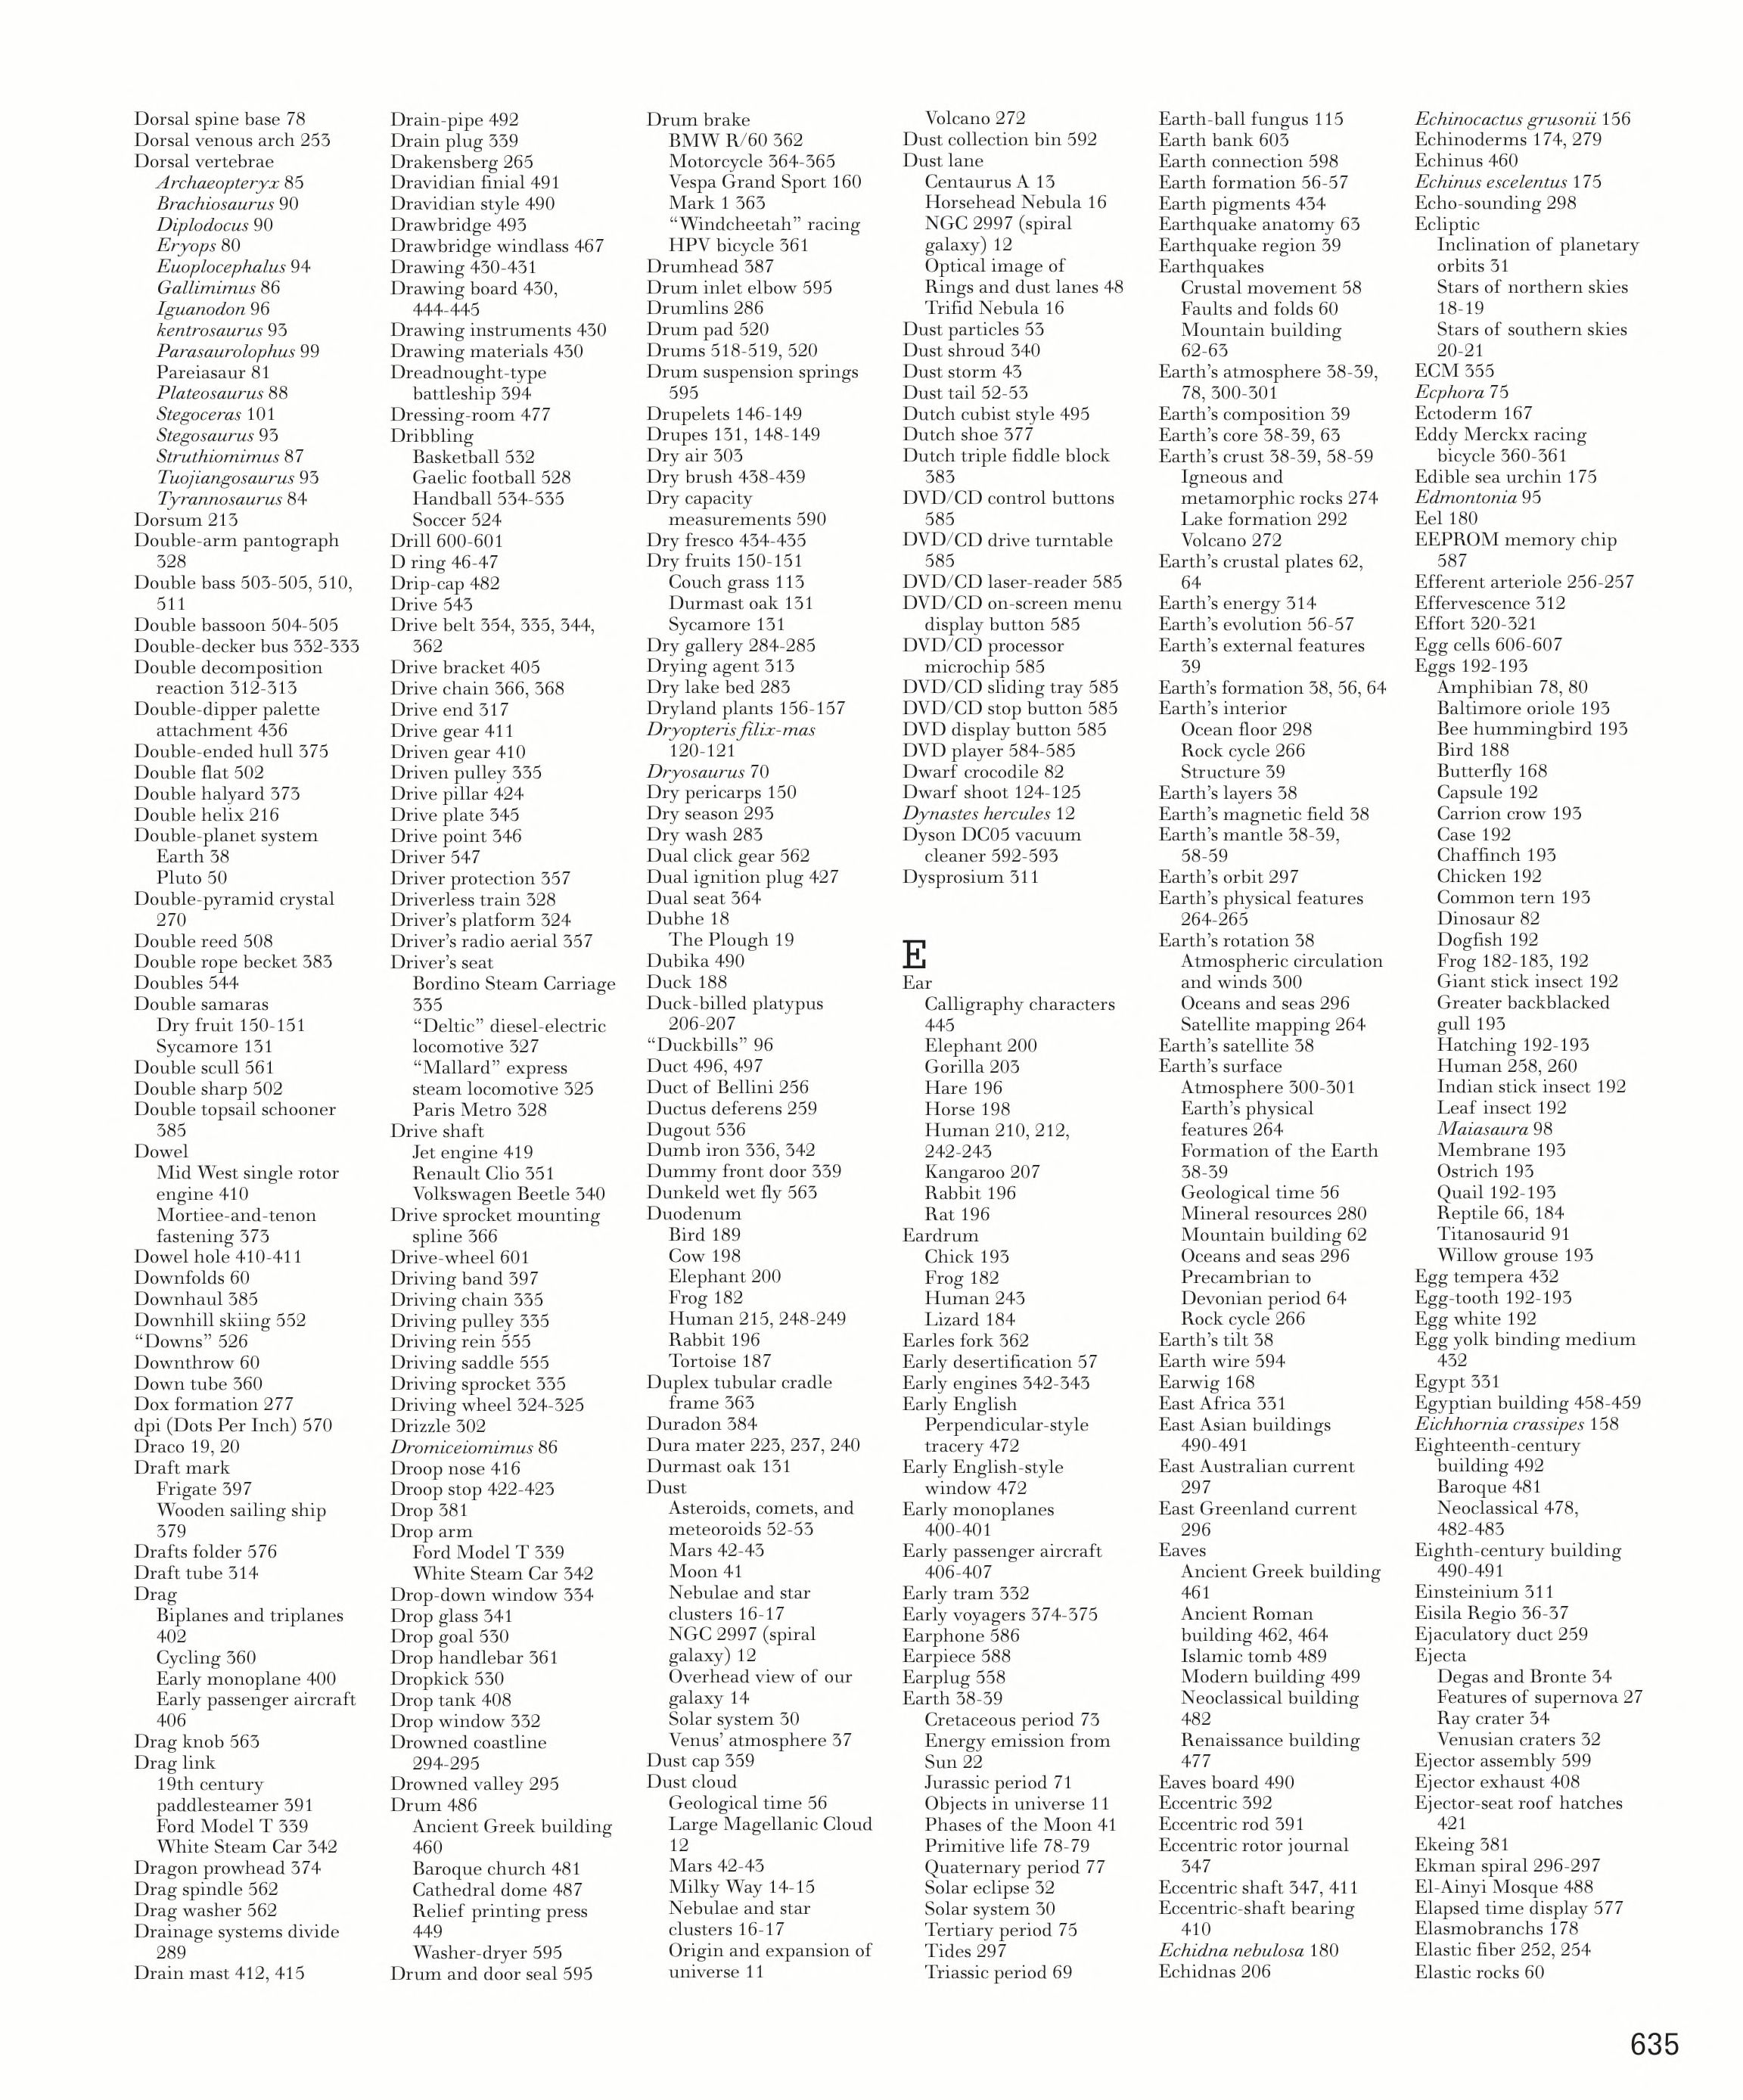 Dorsal spine base 78
Dorsal venous arch 253
Dorsal vertebrae
Archaeopteryx 85
Brachiosaurus 90
Diplodocus 90
Eryops 80
Euoplocephalus 94
Gallimimus 86
Iguanodon 96
kentrosaurus 93
Parasaurolophus 99
Pareiasaur 81
Plateosaurus 88
Stegoceras 101
Stegosaurus 93
Struthiomimus 87
Tuojiangosaurus 93
Tyrannosaurus 84
Dorsum 213
Double-arm pantograph
328
Double bass 503-505, 510,
511
Double bassoon 504-505
Double-decker bus 332-333
Double decomposition
reaction 312-313
Double-dipper palette
attachment 436
Double-ended hull 375
Double flat 502
Double halyard 373
Double helix 216
Double-planet system
Earth 38
Pluto 50
Double-pyramid crystal
270
Double reed 508
Double rope becket 383
Doubles 544
Double samaras
Dry fruit 150-151
Sycamore 131
Double scull 561
Double sharp 502
Double topsail schooner
385
Dowel
Mid West single rotor
engine 410
Mortiee-and-tenon
fastening 373
Dowel hole 410-411
Downfolds 60
Downhaul 385
Downhill skiing 552
“Downs” 526
Downthrow 60
Down tube 360
Dox formation 277
dpi (Dots Per Inch) 570
Draco 19, 20
Draft mark
Frigate 397
Wooden sailing ship
379
Drafts folder 576
Draft tube 314
Drag
Biplanes and triplanes
402
Cycling 360
Early monoplane 400
Early passenger aircraft
406
Drag knob 563
Drag link
19th century
paddlesteamer 391
Ford Model T 339
White Steam Car 342
Dragon prowhead 374
Drag spindle 562
Drag washer 562
Drainage systems divide
289
Drain mast 412, 415
Drain-pipe 492
Drain plug 339
Drakensberg 265
Dravidian finial 491
Dravidian style 490
Drawbridge 493
Drawbridge windlass 467
Drawing 430-431
Drawing board 430,
444-445
Drawing instruments 430
Drawing materials 430
Dreadnought-type
battleship 394
Dressing-room 477
Dribbling
Basketball 532
Gaelic football 528
Handball 534-535
Soccer 524
Drill 600-601
D ring 46-47
Drip-cap 482
Drive 543
Drive belt 354, 335, 344,
362
Drive bracket 405
Drive chain 366, 368
Drive end 317
Drive gear 411
Driven gear 410
Driven pulley 335
Drive pillar 424
Drive plate 345
Drive point 346
Driver 547
Driver protection 357
Driverless train 328
Driver’s platform 324
Driver’s radio aerial 357
Driver’s seat
Bordino Steam Carriage
335
“Deltic” diesel-electric
locomotive 327
“Mallard” express
steam locomotive 325
Paris Metro 328
Drive shaft
Jet engine 419
Renault Clio 351
Volkswagen Beetle 340
Drive sprocket mounting
spline 366
Drive-wheel 601
Driving band 397
Driving chain 335
Driving pulley 335
Driving rein 555
Driving saddle 555
Driving sprocket 335
Driving wheel 324-325
Drizzle 302
Dromiceiomimus 86
Droop nose 416
Droop stop 422-423
Drop 381
Drop arm
Ford Model T 339
White Steam Car 342
Drop-down window 334
Drop glass 341
Drop goal 530
Drop handlebar 361
Dropkick 530
Drop tank 408
Drop window 332
Drowned coastline
294-295
Drowned valley 295
Drum 486
Ancient Greek building
460
Baroque church 481
Cathedral dome 487
Relief printing press
449
Washer-dryer 595
Drum and door seal 595
Drum brake
BMW R/60 362
Motorcycle 364-365
Vespa Grand Sport 160
Mark 1 363
“Windcheetah” racing
HPV bicycle 361
Drumhead 387
Drum inlet elbow 595
Drumlins 286
Drum pad 520
Drums 518-519, 520
Drum suspension springs
595
Drupelets 146-149
Drupes 131, 148-149
Dry air 303
Dry brush 438-439
Dry capacity
measurements 590
Dry fresco 434-435
Dry fruits 150-151
Couch grass 113
Durmast oak 131
Sycamore 131
Dry gallery 284-285
Drying agent 313
Dry lake bed 283
Dryland plants 156-157
Dryopteris filix-mas
120-121
Dryosaurus 70
Dry pericarps 150
Dry season 293
Dry wash 283
Dual click gear 562
Dual ignition plug 427
Dual seat 364
Dubhe 18
The Plough 19
Dubika 490
Duck 188
Duck-billed platypus
206-207
“Duckbills” 96
Duct 496, 497
Duct of Bellini 256
Ductus deferens 259
Dugout 536
Dumb iron 336, 342
Dummy front door 339
Dunkeld wet fly 563
Duodenum
Bird 189
Cow 198
Elephant 200
Frog 182
Human 215, 248-249
Rabbit 196
Tortoise 187
Duplex tubular cradle
frame 363
Duradon 384
Dura mater 223, 237, 240
Durmast oak 131
Dust
Asteroids, comets, and
meteoroids 52-53
Mars 42-43
Moon 41
Nebulae and star
clusters 16-17
NGC 2997 (spiral
galaxy) 12
Overhead view of our
galaxy 14
Solar system 30
Venus’ atmosphere 37
Dust cap 359
Dust cloud
Geological time 56
Large Magellanic Cloud
12
Mars 42-43
Milky Way 14-15
Nebulae and star
clusters 16-17
Origin and expansion of
universe 11
Volcano 272
Dust collection bin 592
Dust lane
Centaurus A 13
Horsehead Nebula 16
NGC 2997 (spiral
galaxy) 12
Optical image of
Rings and dust lanes 48
Trifid Nebula 16
Dust particles 53
Dust shroud 340
Dust storm 43
Dust tail 52-53
Dutch cubist style 495
Dutch shoe 377
Dutch triple fiddle block
383
DVD/CD control buttons
585
DVD/CD drive turntable
585
DVD/CD laser-reader 585
DVD/CD on-screen menu
display button 585
DVD/CD processor
microchip 585
DVD/CD sliding tray 585
DVD/CD stop button 585
DVD display button 585
DVD player 584-585
Dwarf crocodile 82
Dwarf shoot 124-125
Dynastes hercules 12
Dyson DC05 vacuum
cleaner 592-593
Dysprosium 311
E
Ear
Calligraphy characters
445
Elephant 200
Gorilla 203
Hare 196
Horse 198
Human 210, 212,
242-243
Kangaroo 207
Rabbit 196
Rat 196
Eardrum
Chick 193
Frog 182
Human 243
Lizard 184
Earles fork 362
Early desertification 57
Early engines 342-343
Early English
Perpendicular-style
tracery 472
Early English-style
window 472
Early monoplanes
400-401
Early passenger aircraft
406-407
Early tram 332
Early voyagers 374-375
Earphone 586
Earpiece 588
Earplug 558
Earth 38-39
Cretaceous period 73
Energy emission from
Sun 22
Jurassic period 71
Objects in universe 11
Phases of the Moon 41
Primitive life 78-79
Quaternary period 77
Solar eclipse 32
Solar system 30
Tertiary period 75
Tides 297
Triassic period 69
Earth-ball fungus 115
Earth bank 603
Earth connection 598
Earth formation 56-57
Earth pigments 434
Earthquake anatomy 63
Earthquake region 39
Earthquakes
Crustal movement 58
Faults and folds 60
Mountain building
62-63
Earth’s atmosphere 38-39,
78, 300-301
Earth’s composition 39
Earth’s core 38-39, 63
Earth’s crust 38-39, 58-59
Igneous and
metamorphic rocks 274
Lake formation 292
Volcano 272
Earth’s crustal plates 62,
64
Earth’s energy 314
Earth’s evolution 56-57
Earth’s external features
39
Earth’s formation 38, 56, 64
Earth’s interior
Ocean floor 298
Rock cycle 266
Structure 39
Earth’s layers 38
Earth’s magnetic field 38
Earth’s mantle 38-39,
58-59
Earth’s orbit 297
Earth’s physical features
264-265
Earth’s rotation 38
Atmospheric circulation
and winds 300
Oceans and seas 296
Satellite mapping 264
Earth’s satellite 38
Earth’s surface
Atmosphere 300-301
Earth’s physical
features 264
Formation of the Earth
38-39
Geological time 56
Mineral resources 280
Mountain building 62
Oceans and seas 296
Precambrian to
Devonian period 64
Rock cycle 266
Earth’s tilt 38
Earth wire 594
Earwig 168
East Africa 331
East Asian buildings
490-491
East Australian current
297
East Greenland current
296
Eaves
Ancient Greek building
461
Ancient Roman
building 462, 464
Islamic tomb 489
Modern building 499
Neoclassical building
482
Renaissance building
477
Eaves board 490
Eccentric 392
Eccentric rod 391
Eccentric rotor journal
347
Eccentric shaft 347, 411
Eccentric-shaft bearing
410
Echidna nebulosa 180
Echidnas 206
Echinocactus grusonii 156
Echinoderms 174, 279
Echinus 460
Echinus escelentus 175
Echo-sounding 298
Ecliptic
Inclination of planetary
orbits 31
Stars of northern skies
18-19
Stars of southern skies
20-21
ECM 355
Ecphora 75
Ectoderm 167
Eddy Merckx racing
bicycle 360-361
Edible sea urchin 175
Edmontonia 95
Eel 180
EEPROM memory chip
587
Efferent arteriole 256-257
Effervescence 312
Effort 320-321
Egg cells 606-607
Eggs 192-193
Amphibian 78, 80
Baltimore oriole 193
Bee hummingbird 193
Bird 188
Butterfly 168
Capsule 192
Carrion crow 193
Case 192
Chaffinch 193
Chicken 192
Common tern 193
Dinosaur 82
Dogfish 192
Frog 182-183, 192
Giant stick insect 192
Greater backblacked
gull 193
Hatching 192-193
Human 258, 260
Indian stick insect 192
Leaf insect 192
Maiasaura 98
Membrane 193
Ostrich 193
Quail 192-193
Reptile 66, 184
Titanosaurid 91
Willow grouse 193
Egg tempera 432
Egg-tooth 192-193
Egg white 192
Egg yolk binding medium
432
Egypt 331
Egyptian building 458-459
Eichhornia crassipes 158
Eighteenth-century
building 492
Baroque 481
Neoclassical 478,
482-483
Eighth-century building
490-491
Einsteinium 311
Eisila Regio 36-37
Ejaculatory duct 259
Ejecta
Degas and Bronte 34
Features of supernova 27
Ray crater 34
Venusian craters 32
Ejector assembly 599
Ejector exhaust 408
Ejector-seat roof hatches
421
Ekeing 381
Ekman spiral 296-297
El-Ainyi Mosque 488
Elapsed time display 577
Elasmobranchs 178
Elastic fiber 252, 254
Elastic rocks 60
635